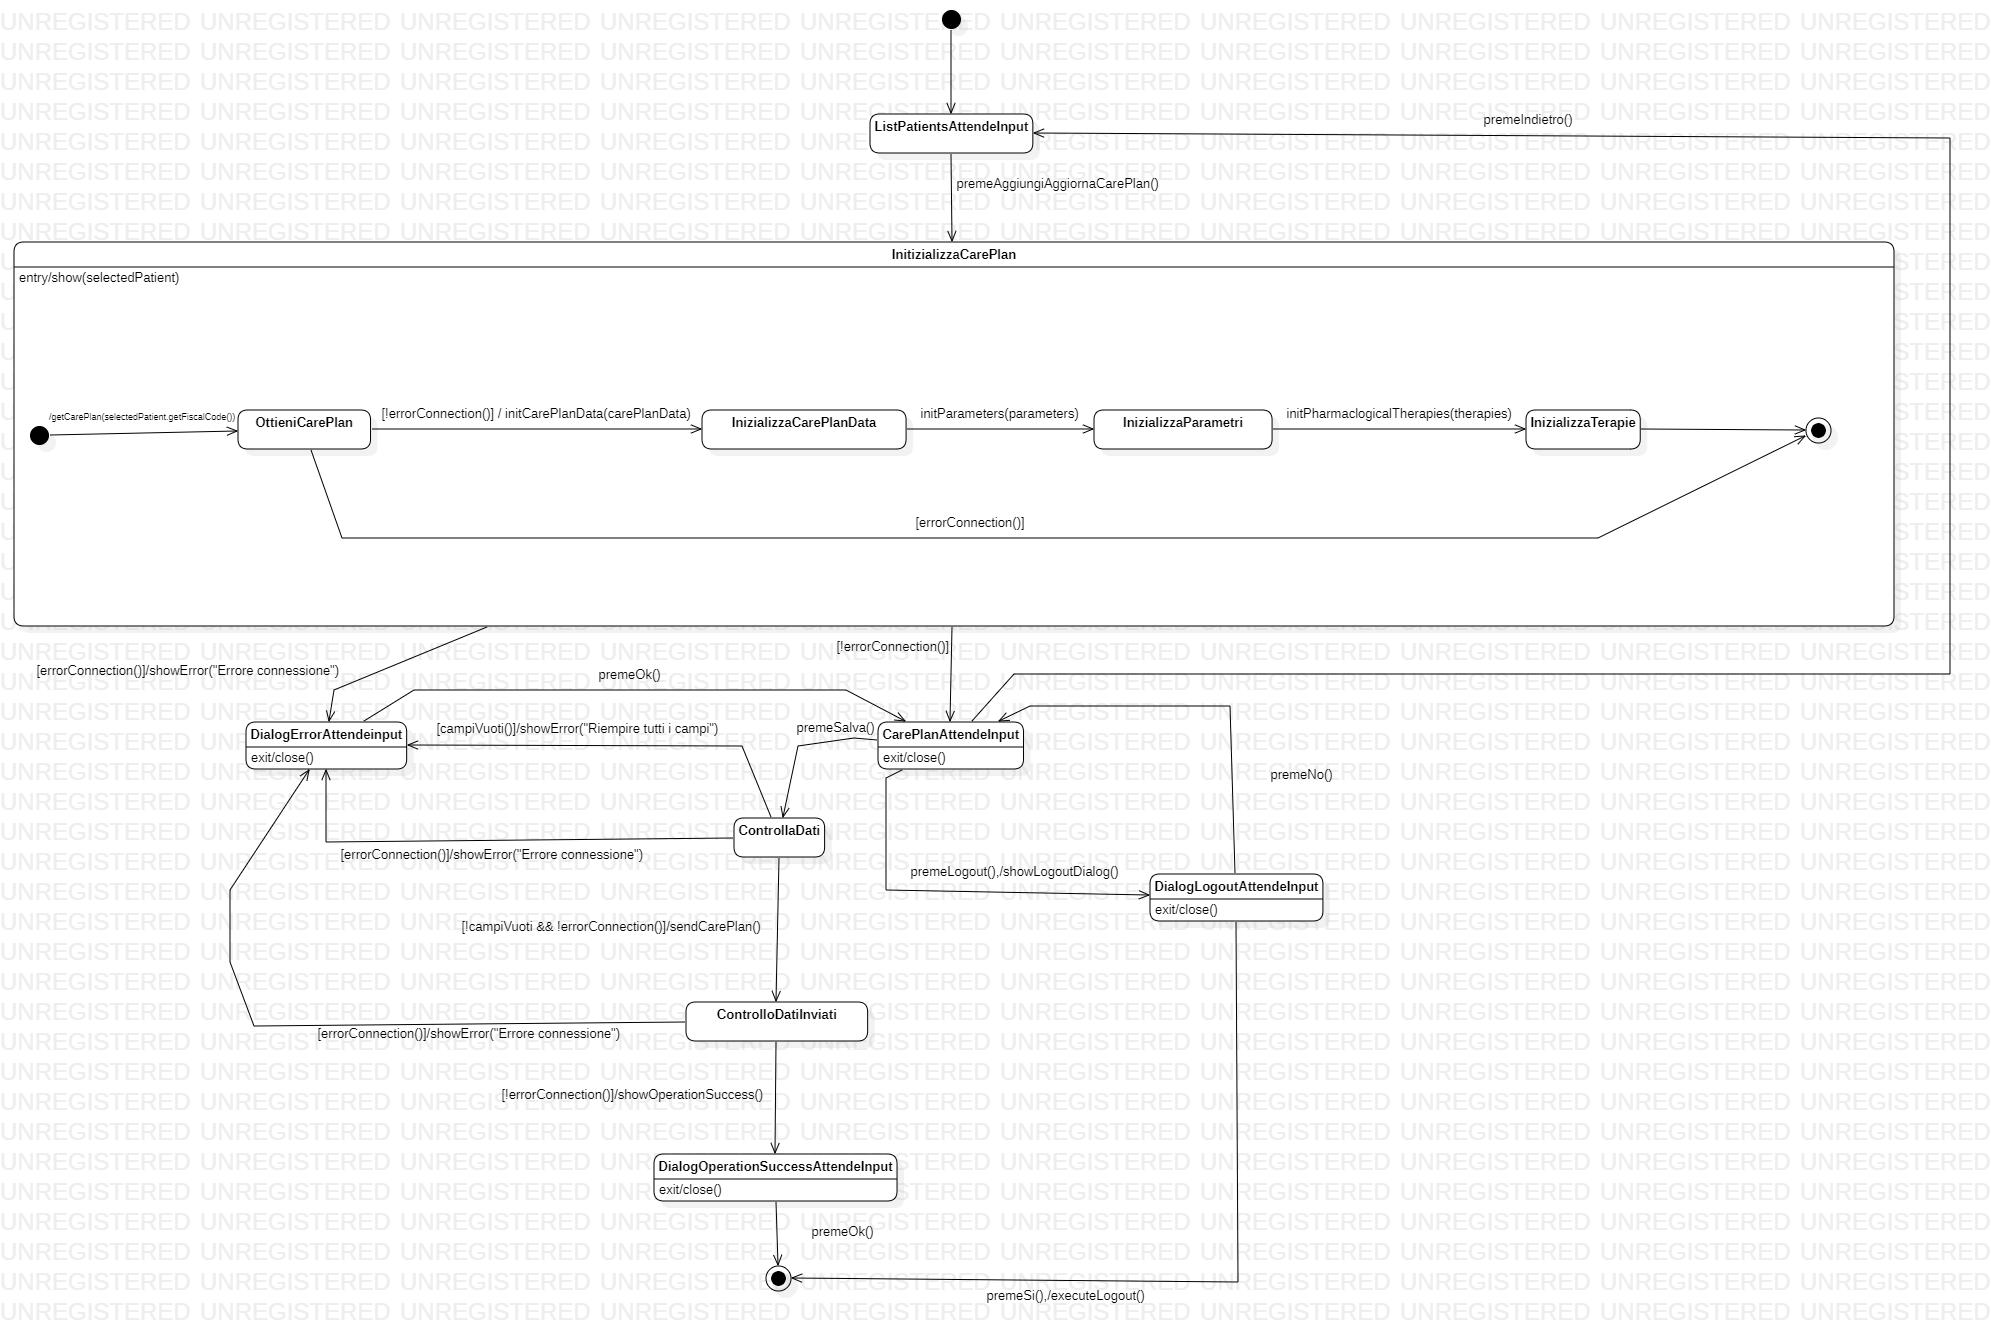 ListPatientsAttendeInput
premeIndietro()
premeAggiungiAggiornaCarePlan()
InitizializzaCarePlan
entry/show(selectedPatient)
/getCarePlan(selectedPatient.getFiscalCode())
OttieniCarePlan
[!errorConnection()] / initCarePlanData(carePlanData)
InizializzaCarePlanData
initParameters(parameters)
InizializzaParametri
initPharmaclogicalTherapies(therapies)
InizializzaTerapie
[errorConnection()]
[errorConnection()]/showError("Errore connessione")
[!errorConnection()]
premeOk()
DialogErrorAttendeinput
exit/close()
[campiVuoti()]/showError("Riempire tutti i campi")
premeSalva()
CarePlanAttendeInput
exit/close()
premeNo()
ControllaDati
[errorConnection()]/showError("Errore connessione")
premeLogout(),/showLogoutDialog()
DialogLogoutAttendeInput
exit/close()
[!campiVuoti && !errorConnection()]/sendCarePlan()
ControlloDatiInviati
[errorConnection()]/showError("Errore connessione")
[!errorConnection()]/showOperationSuccess()
DialogOperationSuccessAttendeInput
exit/close()
premeOk()
premeSi(),/executeLogout()
UNREGISTERED